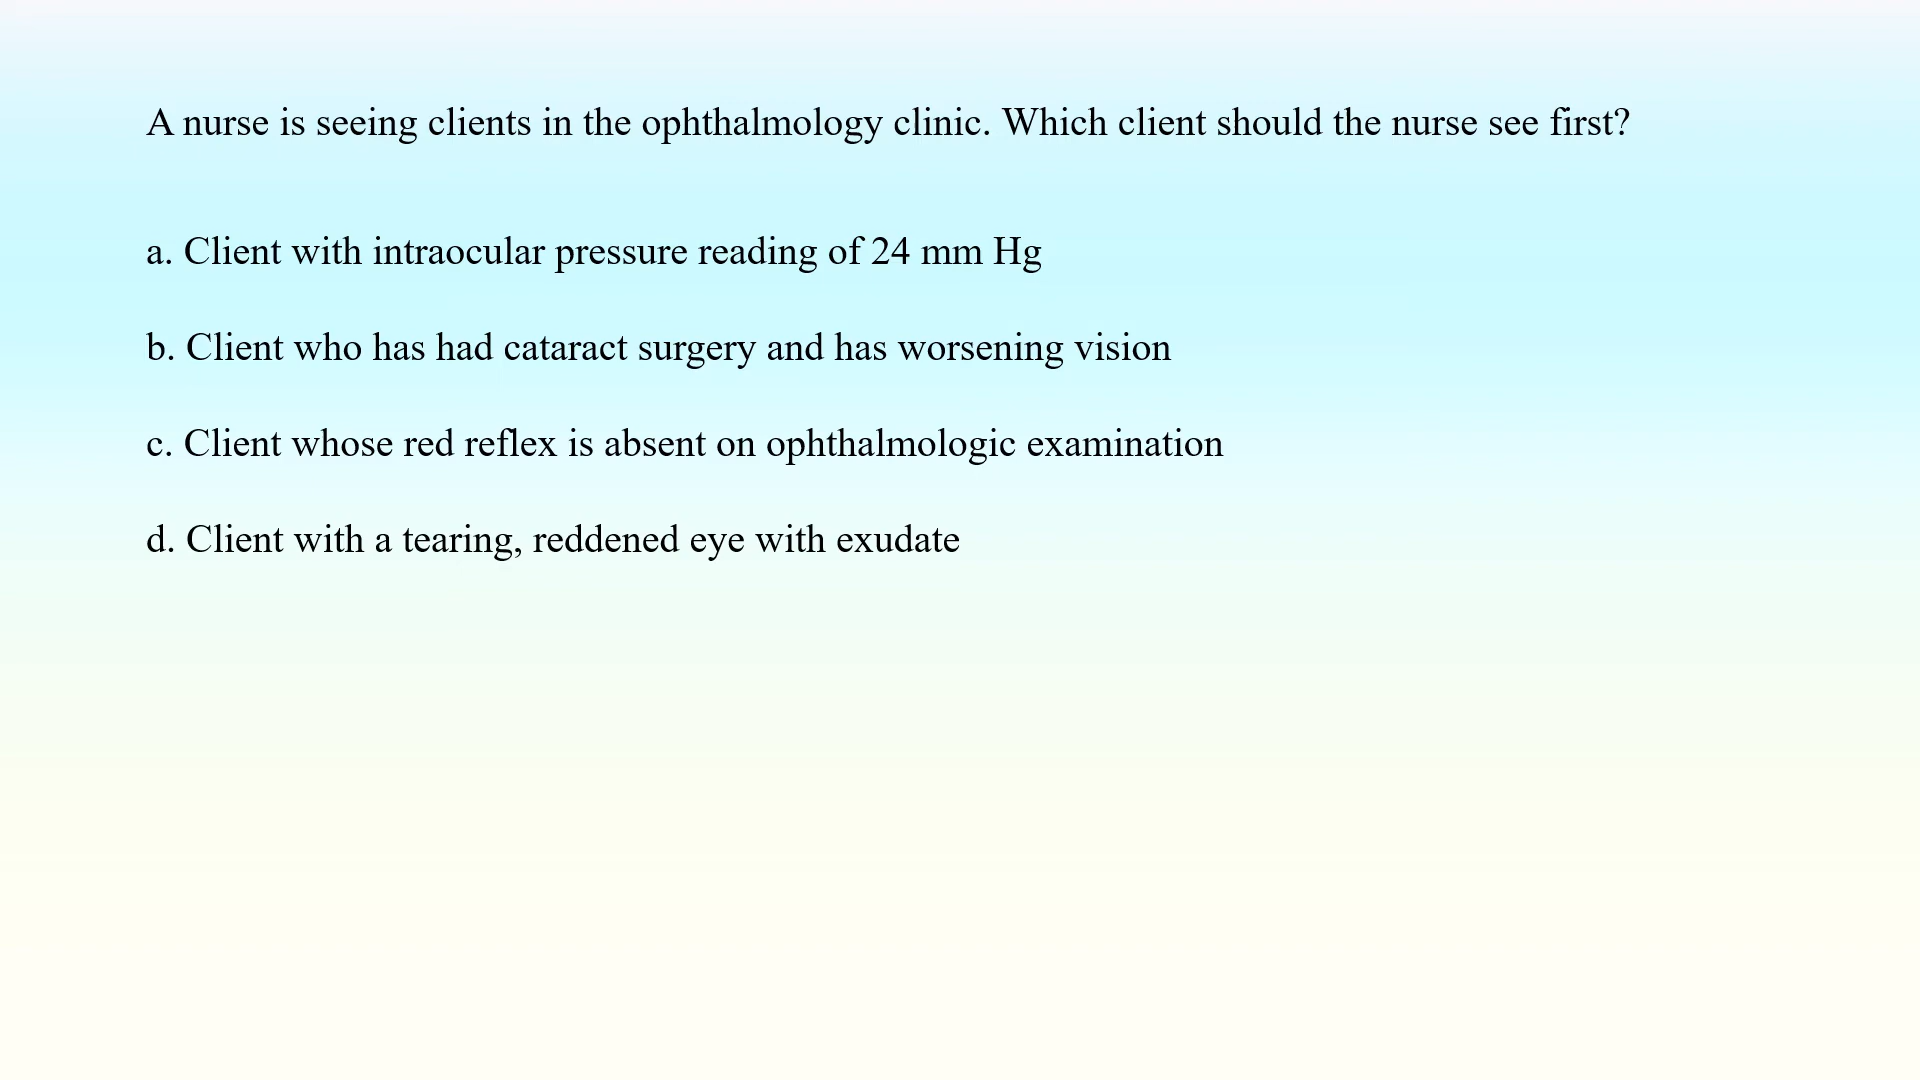 A nurse is seeing clients in the ophthalmology clinic. Which client should the nurse see first?
a. Client with intraocular pressure reading of 24 mm Hg
b. Client who has had cataract surgery and has worsening vision
c. Client whose red reflex is absent on ophthalmologic examination
d. Client with a tearing, reddened eye with exudate